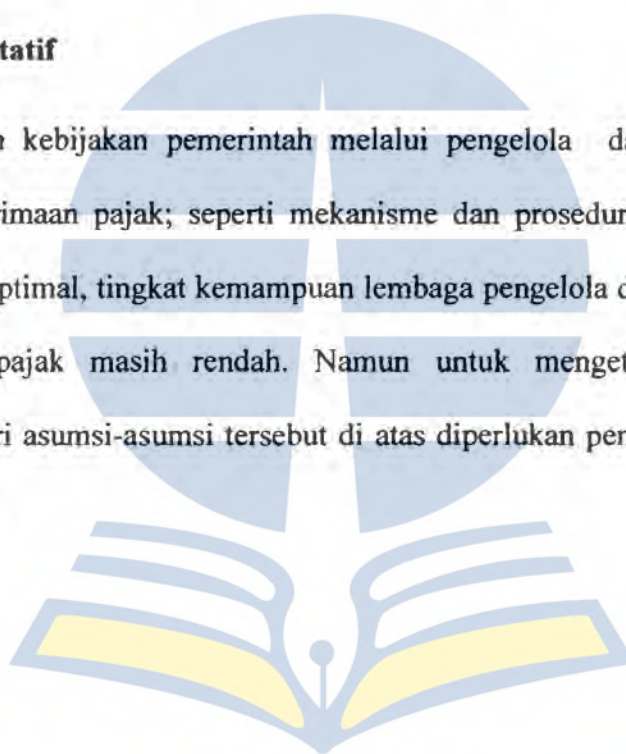 tatif
kebijakan pemerintah melalui pengelola da
rimaan pajak; seperti mekanisme dan prosedur
ptimal, tingkat kemampuan lembaga pengelola d
pajak masih rendah. Namun untuk menget
ri asumsi-asumsi tersebut di atas diperlukan pen